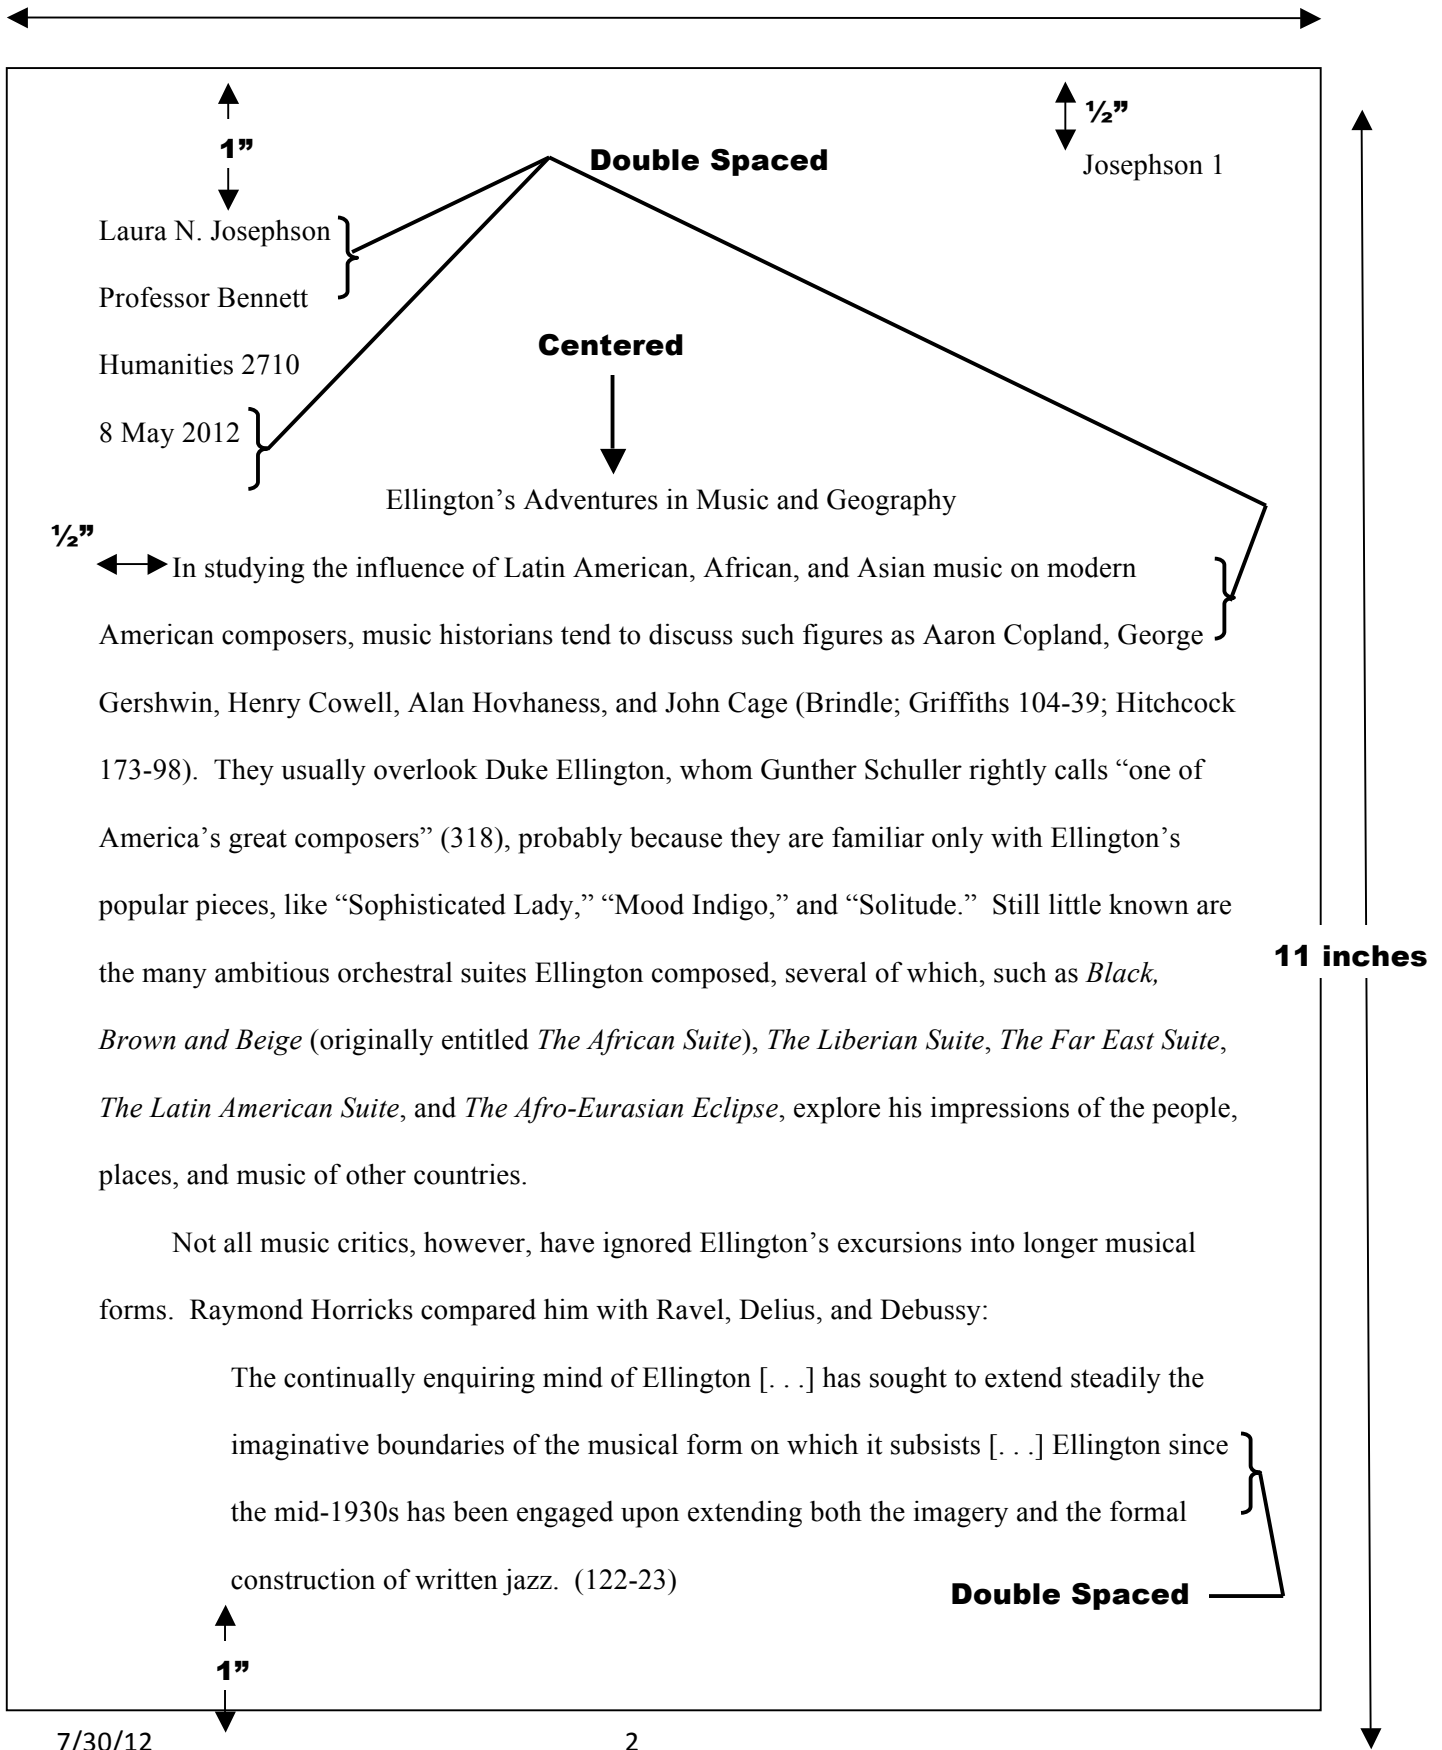 ½”
1”
Double Spaced
Josephson 1
Laura N. Josephson
Professor Bennett
Centered
Humanities 2710
8 May 2012
Ellington’s Adventures in Music and Geography
½”
In studying the influence of Latin American, African, and Asian music on modern
American composers, music historians tend to discuss such figures as Aaron Copland, George
Gershwin, Henry Cowell, Alan Hovhaness, and John Cage (Brindle; Griffiths 104-39; Hitchcock
173-98).  They usually overlook Duke Ellington, whom Gunther Schuller rightly calls “one of
America’s great composers” (318), probably because they are familiar only with Ellington’s
popular pieces, like “Sophisticated Lady,” “Mood Indigo,” and “Solitude.”  Still little known are
the many ambitious orchestral suites Ellington composed, several of which, such as Black,
11 inches
Brown and Beige (originally entitled The African Suite), The Liberian Suite, The Far East Suite,
The Latin American Suite, and The Afro-Eurasian Eclipse, explore his impressions of the people,
places, and music of other countries.
Not all music critics, however, have ignored Ellington’s excursions into longer musical
forms.  Raymond Horricks compared him with Ravel, Delius, and Debussy:
The continually enquiring mind of Ellington [. . .] has sought to extend steadily the
imaginative boundaries of the musical form on which it subsists [. . .] Ellington since
the mid-1930s has been engaged upon extending both the imagery and the formal
construction of written jazz.  (122-23)
Double Spaced
1”
7/30/12
2